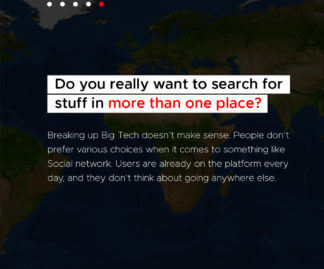 Do you really want to search for
stuff in more than one place?
Breaking up Big Tech doesn't make sense. People don't
prefer various choices when it comes to something like
Social network. Users are already on the platform every
day, and they don't think about going anywhere else.